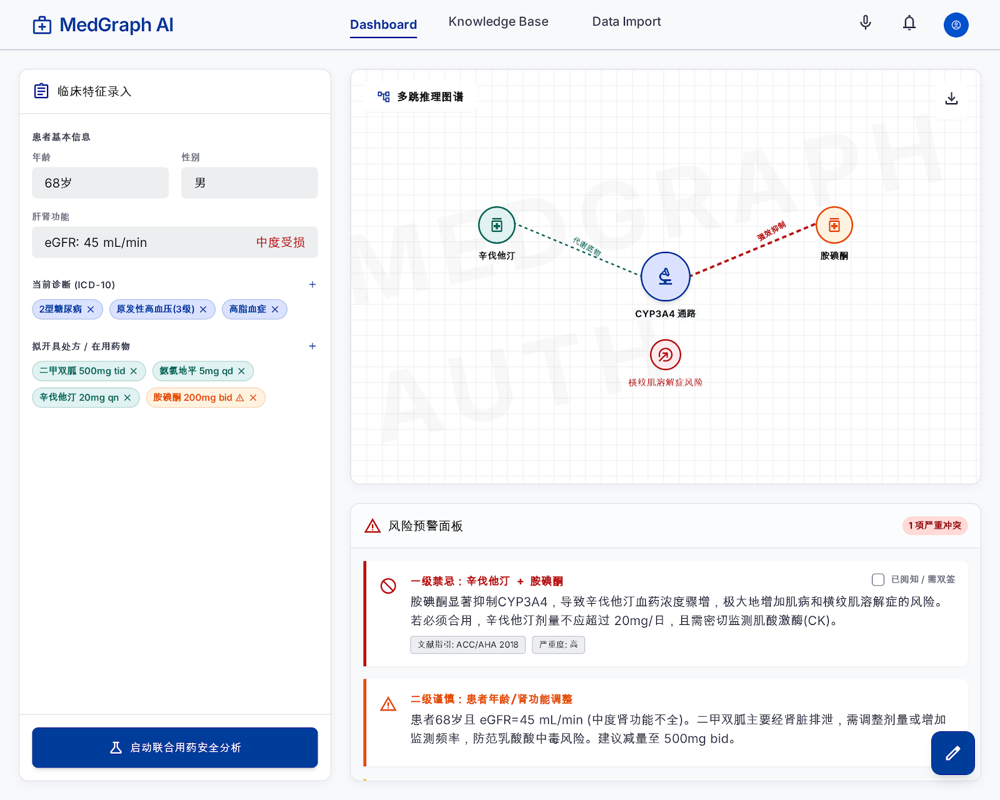 MedGraph AI
Dashboard
Knowledge Base
Data Import
临床特征录入
患者基本信息
年龄
性别
68岁
男
肝肾功能
eGFR: 45 mL/min
中度受损
当前诊断 (ICD-10)
2型糖尿病
原发性高血压(3级)
高脂血症
拟开具处方 / 在用药物
二甲双胍 500mg tid
氨氯地平 5mg qd
辛伐他汀 20mg qn
胺碘酮 200mg bid
启动联合用药安全分析
多跳推理图谱
MEDGRAPH
AUTH
代谢底物
强效抑制
辛伐他汀
胺碘酮
CYP3A4 通路
横纹肌溶解症风险
风险预警面板
1 项严重冲突
一级禁忌：辛伐他汀 + 胺碘酮
已阅知 / 需双签
胺碘酮显著抑制CYP3A4，导致辛伐他汀血药浓度骤增，极大地增加肌病和横纹肌溶解症的风险。
若必须合用，辛伐他汀剂量不应超过 20mg/日，且需密切监测肌酸激酶(CK)。
文献指引: ACC/AHA 2018
严重度: 高
二级谨慎：患者年龄/肾功能调整
患者68岁且 eGFR=45 mL/min (中度肾功能不全)。二甲双胍主要经肾脏排泄，需调整剂量或增加
监测频率，防范乳酸酸中毒风险。建议减量至 500mg bid。